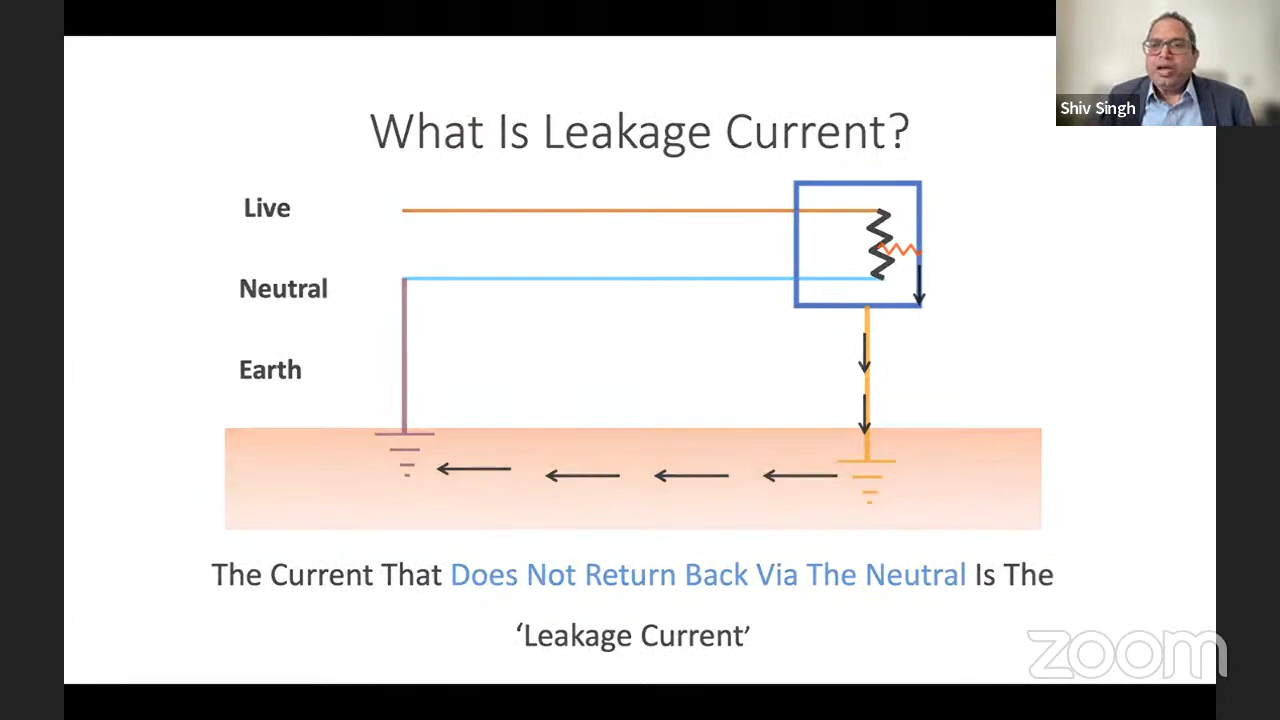 Shiv Singh
What Is Leakage Current?
Live
Neutral
Earth
The Current That Does Not Return Back Via The Neutral Is The
‘Leakage Current’
zoom